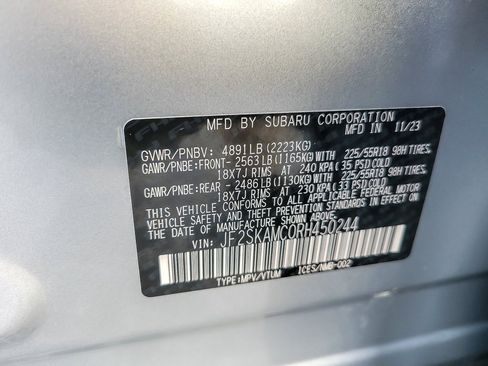 MFD BY SUBARU CORPORATION
MFD IN 11/23
GVWR/PNBV: 4891LB(2223KG)
GAWR/PNBE:FRONT- 2563LB(1165KG)WITH 225/55R18 98H TIRES,
18X7J RIMS AT 240 KPA(35 PSI)COLD
GAWR/PNBE:REAR - 2486LB(1130KG)WITH 225/55R18 98H TIRES,
18X7J RIMS AT 230 KPA(33 PSI)COLD
THIS VEHICLE CONFORMS TO ALL APPLICABLE FEDERAL MOTOR
VEHICLE SAFETY AND THEFT PREVENTION STANDARDS IN EFFECT
ON THE DATE OF MANUFACTURE SHOWN ABOVE.
VIN: JF2SKAMC0RH450244
TYPE:MPV/VTUM ICES/NMB-002